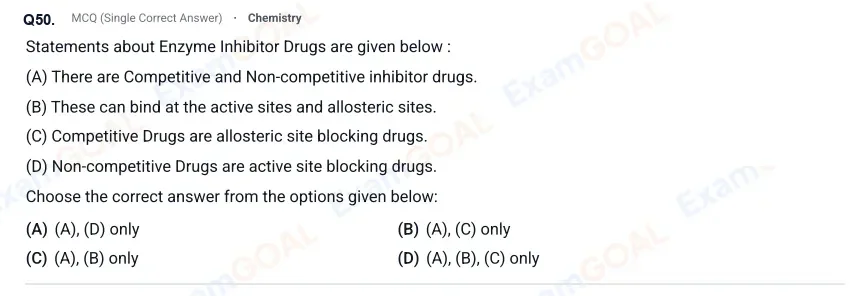 Q50. MCQ (Single Correct Answer) · Chemistry
Statements about Enzyme Inhibitor Drugs are given below :
(A) There are Competitive and Non-competitive inhibitor drugs.
(B) These can bind at the active sites and allosteric sites.
(C) Competitive Drugs are allosteric site blocking drugs.
(D) Non-competitive Drugs are active site blocking drugs.
Choose the correct answer from the options given below:
(A) (A), (D) only (B) (A), (C) only
(C) (A), (B) only (D) (A), (B), (C) only
ExamGOAL